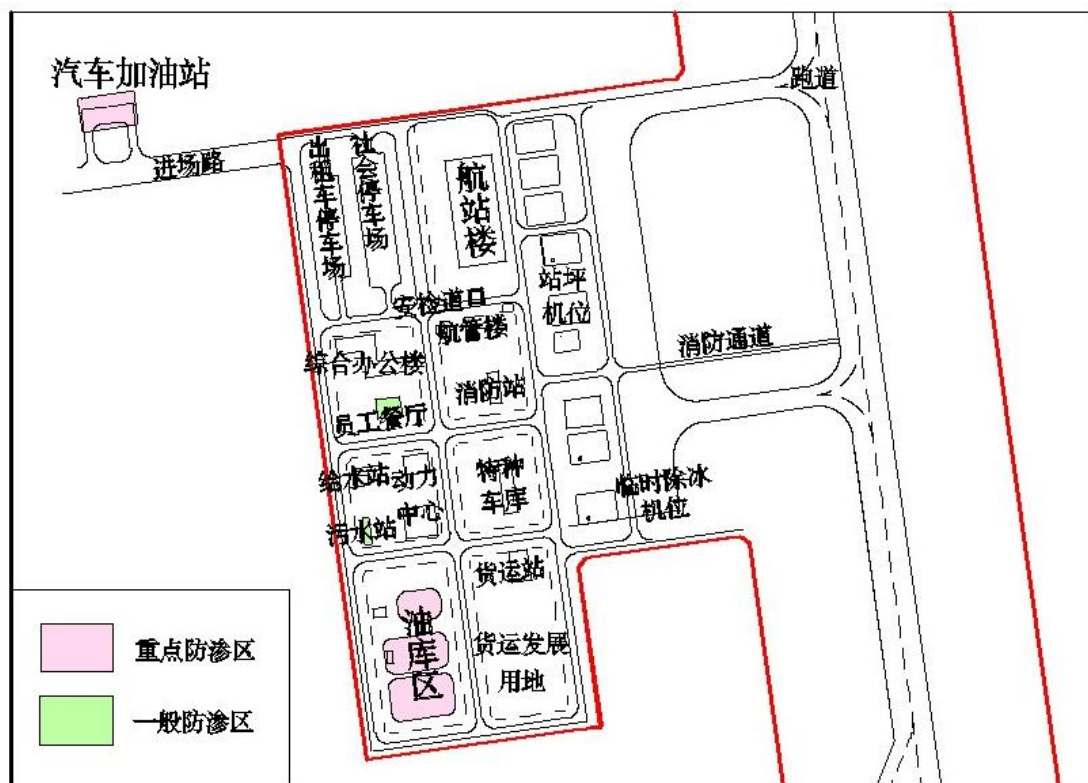 汽车加油站
跑道
进场路
出租车停车场
社会停车场
航站楼
安检道口
站坪
机位
航管楼
消防通道
综合办公楼
消防站
员工餐厅
给水站
动力
中心
特种
车库
临时除冰
机位
污水站
货运站
油库区
货运发展
用地
重点防渗区
一般防渗区